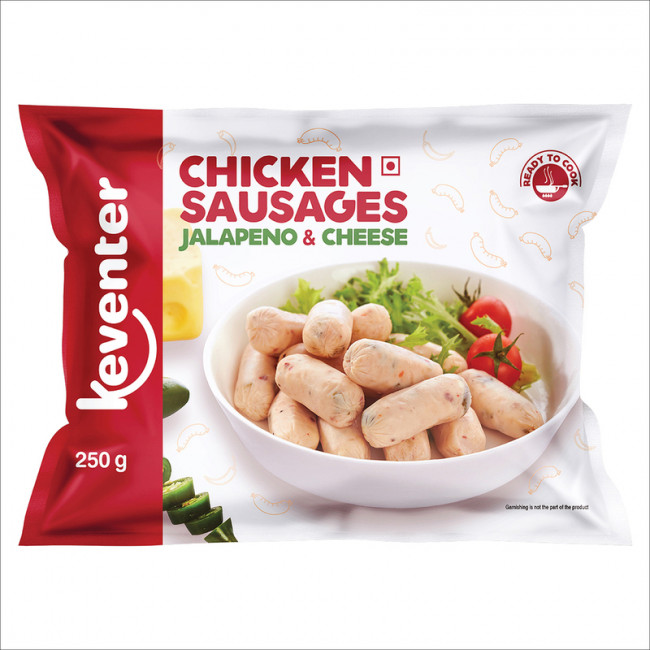 keventer
250 g
CHICKEN
SAUSAGES
JALAPENO & CHEESE
READY TO COOK
Garnishing is not the part of the product